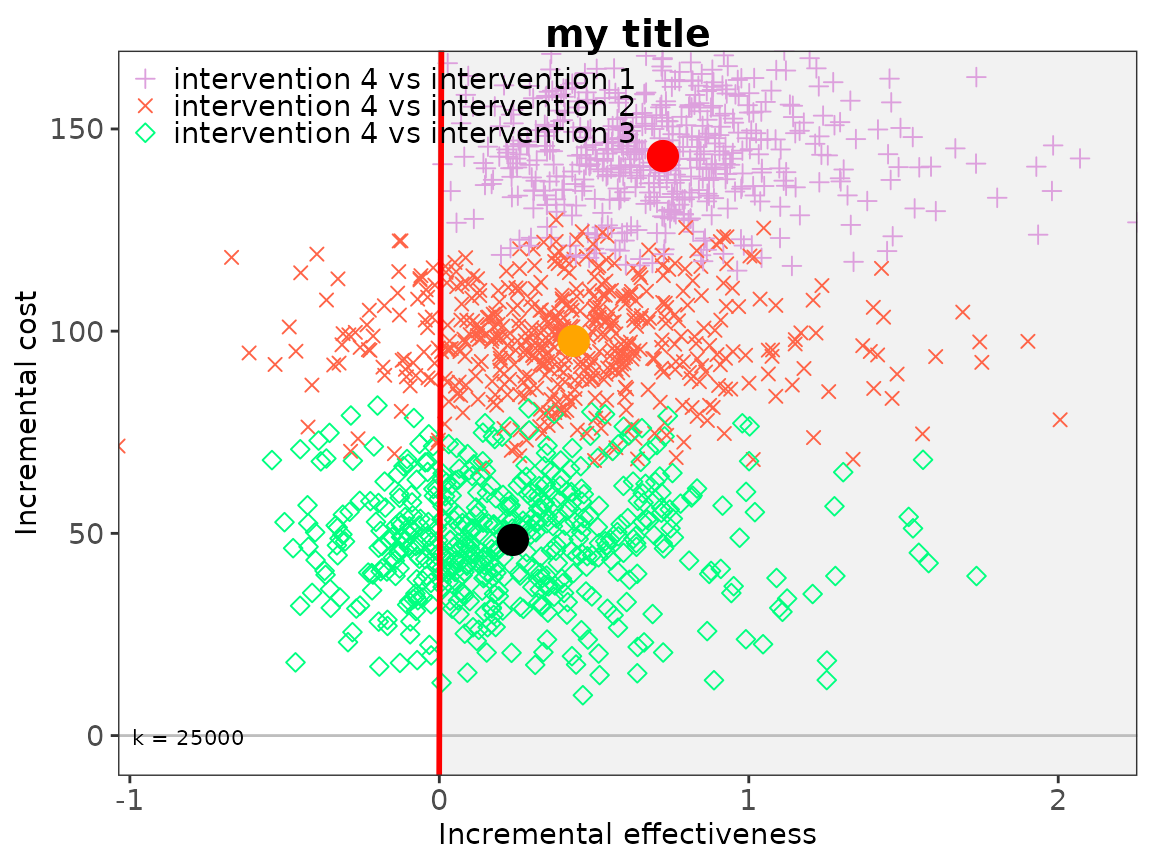 my title
intervention 4 vs intervention 1
intervention 4 vs intervention 2
intervention 4 vs intervention 3
Incremental cost
150
100
50
0
k = 25000
-1
0
1
2
Incremental effectiveness